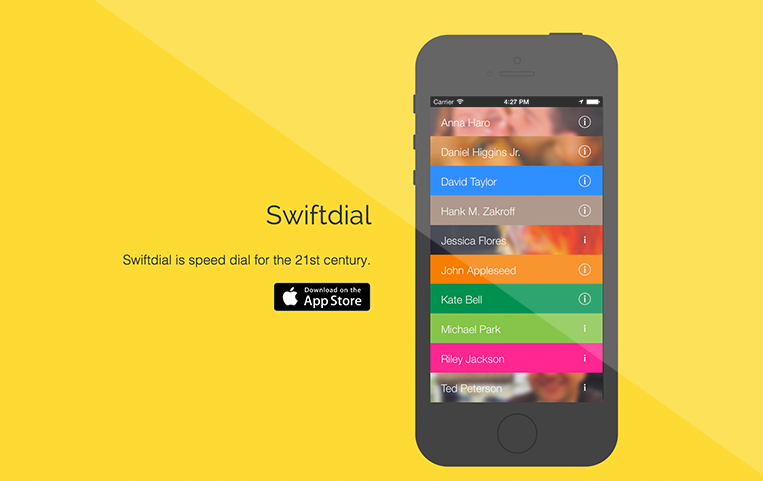 Swiftdial
Swiftdial is speed dial for the 21st century.
Download on the
App Store
Carrier 4:27 PM
Anna Haro
Daniel Higgins Jr.
David Taylor
Hank M. Zakroff
Jessica Flores
John Appleseed
Kate Bell
Michael Park
Riley Jackson
Ted Peterson